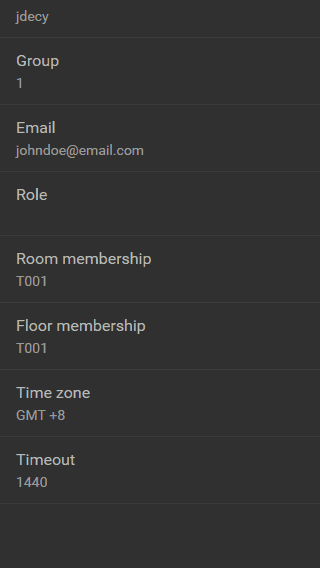 jdecy
Group
1
Email
johndoe@email.com
Role
Room membership
T001
Floor membership
T001
Time zone
GMT +8
Timeout
1440